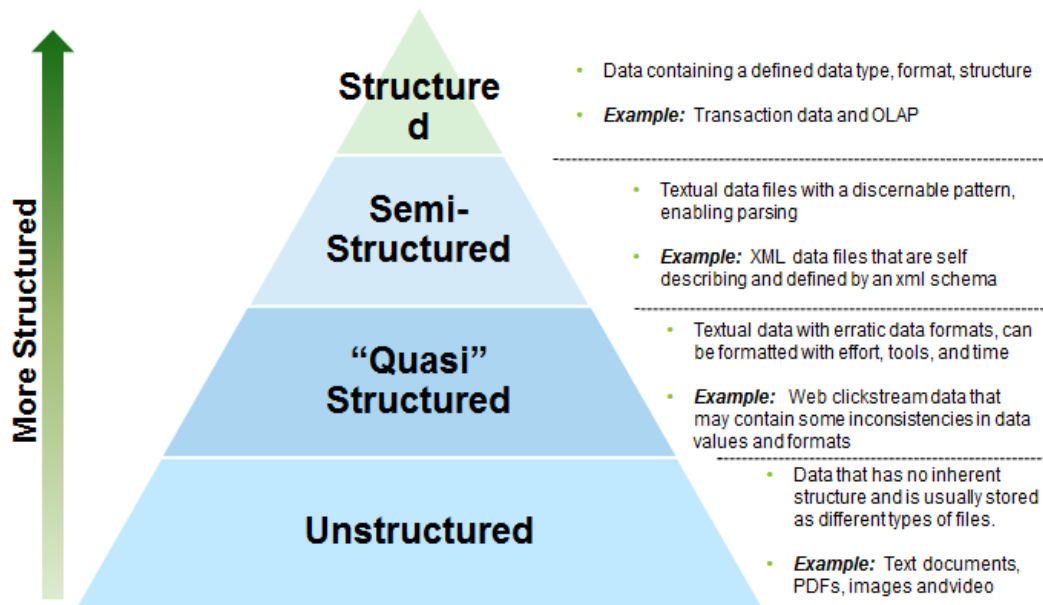 More Structured
Structure
d
• Data containing a defined data type, format, structure
• Example: Transaction data and OLAP
Semi-
Structured
• Textual data files with a discernable pattern,
enabling parsing
• Example: XML data files that are self
describing and defined by an xml schema
“Quasi”
Structured
• Textual data with erratic data formats, can
be formatted with effort, tools, and time
• Example: Web clickstream data that
may contain some inconsistencies in data
values and formats
Unstructured
• Data that has no inherent
structure and is usually stored
as different types of files.
• Example: Text documents,
PDFs, images andvideo